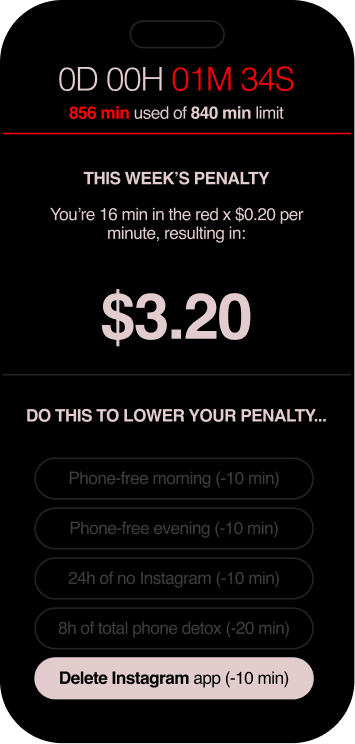 0D 00H 01M 34S
856 min used of 840 min limit
THIS WEEK’S PENALTY
You’re 16 min in the red x $0.20 per
minute, resulting in:
$3.20
DO THIS TO LOWER YOUR PENALTY...
Phone-free morning (-10 min)
Phone-free evening (-10 min)
24h of no Instagram (-10 min)
8h of total phone detox (-20 min)
Delete Instagram app (-10 min)